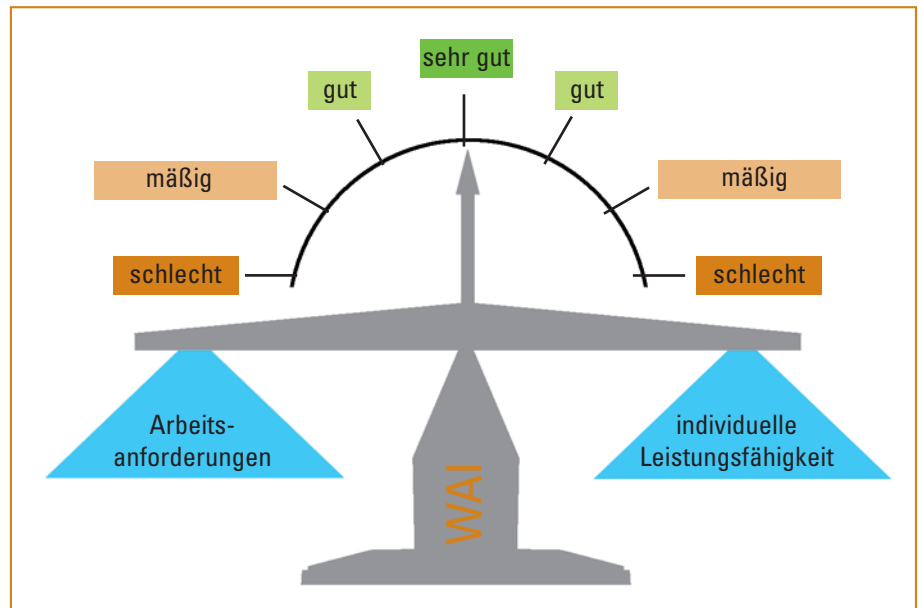 sehr gut
gut
gut
mäßig
mäßig
schlecht
schlecht
Arbeits-
anforderungen
individuelle
Leistungsfähigkeit
WAI